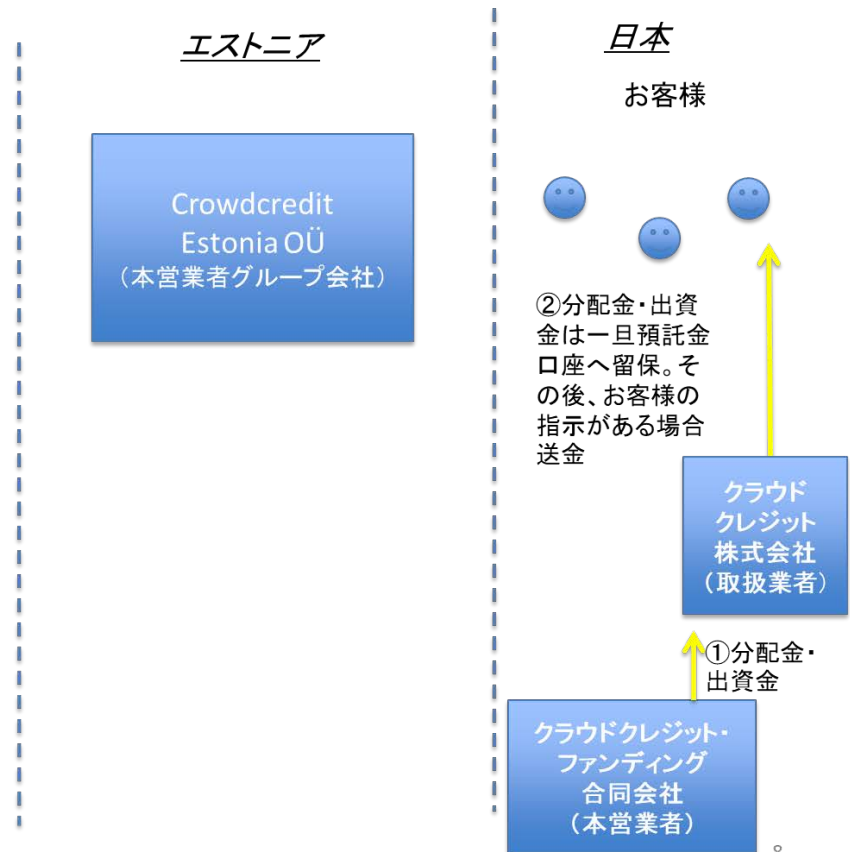 エストニア
日本
お客様
Crowdcredit
Estonia OÜ
（本営業者グループ会社）
②分配金・出資
金は一旦預託金
口座へ留保。そ
の後、お客様の
指示がある場合
送金
クラウド
クレジット
株式会社
（取扱業者）
①分配金・
出資金
クラウドクレジット・
ファンディング
合同会社
（本営業者）